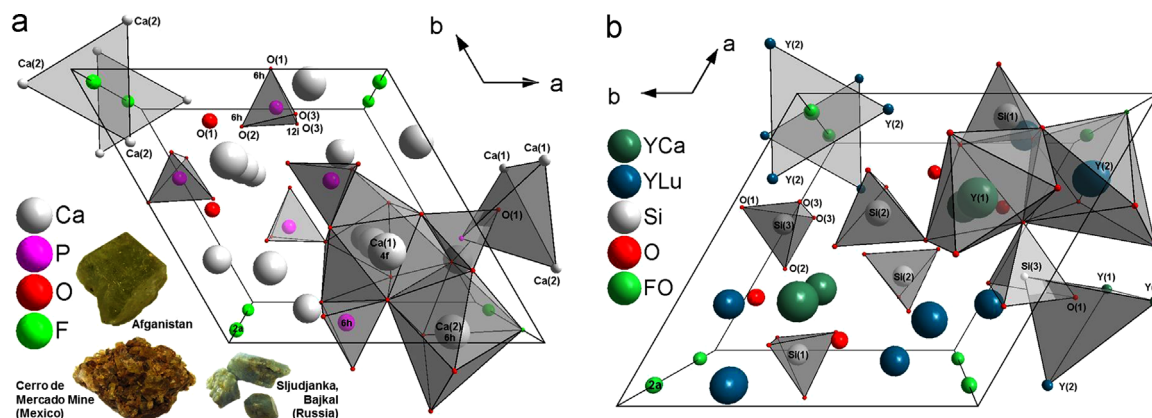 a
b
a
Ca(2)
Ca(2)
Ca(2)
O(1)
6h
O(1)
6h
O(2)
O(3)
O(3)
12i
Ca(1)
Ca(1)
O(1)
Ca(2)
Ca(1)
4f
Ca(2)
6h
6h
2a
Ca
P
O
F
Afganistan
Cerro de
Mercado Mine
(Mexico)
Sljudjanka,
Bajkal
(Russia)
b
a
b
Y(2)
Y(2)
Y(2)
Si(1)
Y(2)
Y(1)
O(1)
O(3)
O(3)
Si(3)
O(2)
Si(2)
Si(2)
Si(3)
Y(1)
O(1)
Y(2)
Si(1)
2a
YCa
YLu
Si
O
FO